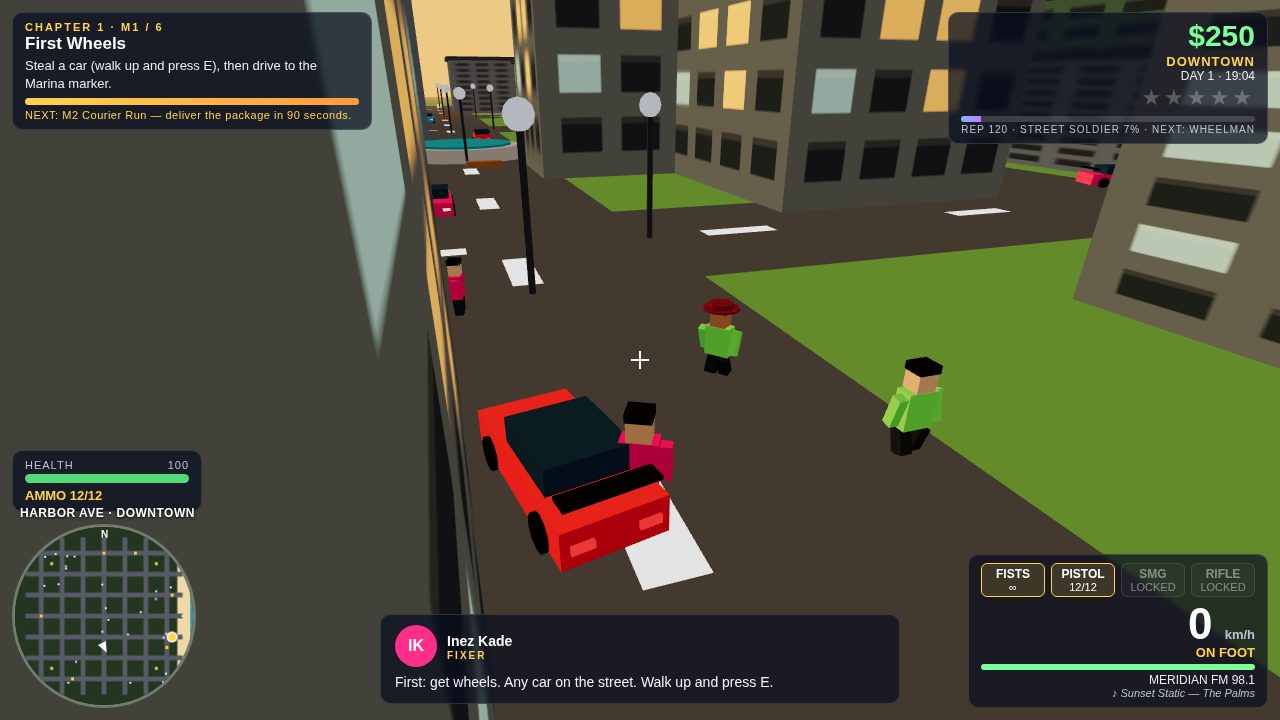 CHAPTER 1 · M1 / 6
First Wheels
Steal a car (walk up and press E), then drive to the
Marina marker.
NEXT: M2 Courier Run — deliver the package in 90 seconds.
$250
DOWNTOWN
DAY 1 · 19:04
★★★★★
REP 120 · STREET SOLDIER 7% · NEXT: WHEELMAN
HEALTH 100
AMMO 12/12
HARBOR AVE · DOWNTOWN
N
IK
Inez Kade
FIXER
First: get wheels. Any car on the street. Walk up and press E.
FISTS PISTOL SMG RIFLE
∞ 12/12 LOCKED LOCKED
0 km/h
ON FOOT
MERIDIAN FM 98.1
♪ Sunset Static — The Palms